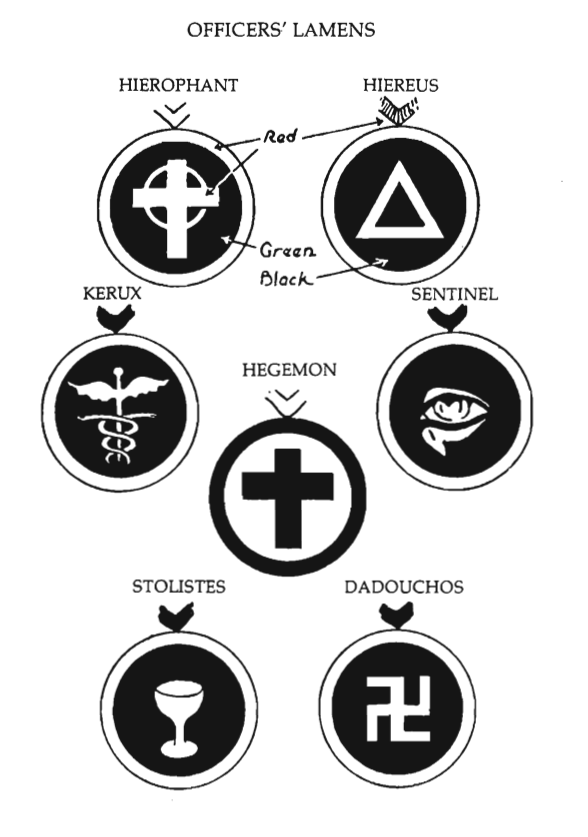 OFFICERS' LAMENS
HIEROPHANT
HIEREUS
Red
Green
Black
KERUX
SENTINEL
HEGEMON
STOLISTES
DADOUCHOS